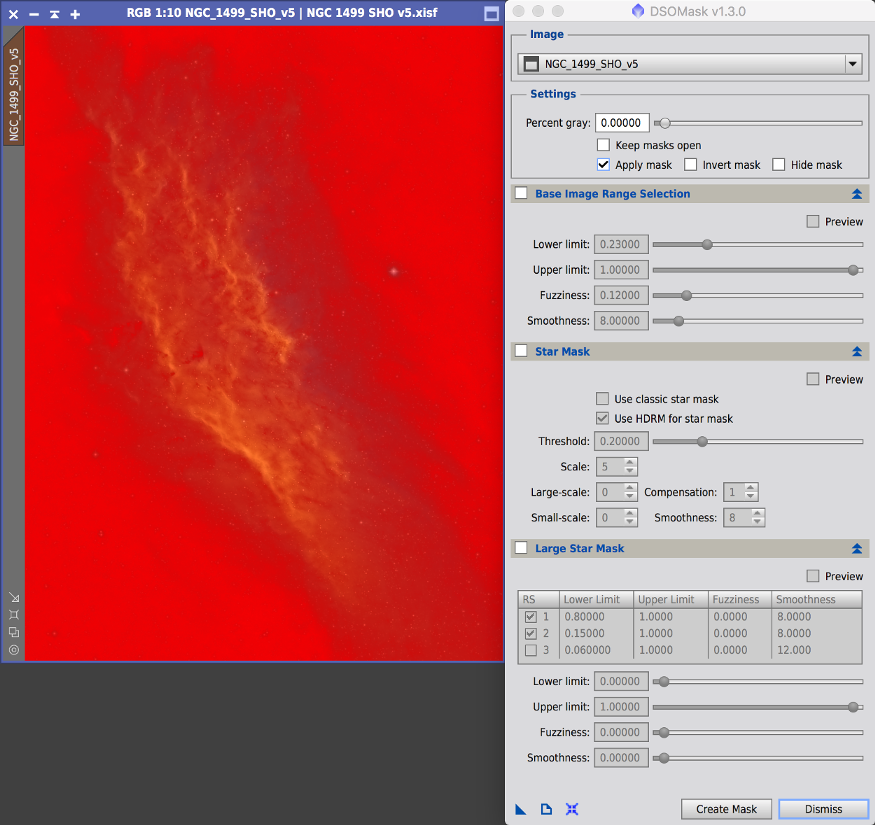 RGB 1:10 NGC_1499_SHO_v5 | NGC 1499 SHO v5.xisf
NGC_1499_SHO_v5
DSOMask v1.3.0
Image
NGC_1499_SHO_v5
Settings
Percent gray: 0.00000
Keep masks open
Apply mask Invert mask Hide mask
Base Image Range Selection
Preview
Lower limit: 0.23000
Upper limit: 1.00000
Fuzziness: 0.12000
Smoothness: 8.00000
Star Mask
Preview
Use classic star mask
Use HDRM for star mask
Threshold: 0.20000
Scale: 5
Large-scale: 0 Compensation: 1
Small-scale: 0 Smoothness: 8
Large Star Mask
Preview
RS Lower Limit Upper Limit Fuzziness Smoothness
1 0.80000 1.0000 0.0000 8.0000
2 0.15000 1.0000 0.0000 8.0000
3 0.060000 1.0000 0.0000 12.000
Lower limit: 0.00000
Upper limit: 1.00000
Fuzziness: 0.00000
Smoothness: 0.00000
Create Mask Dismiss